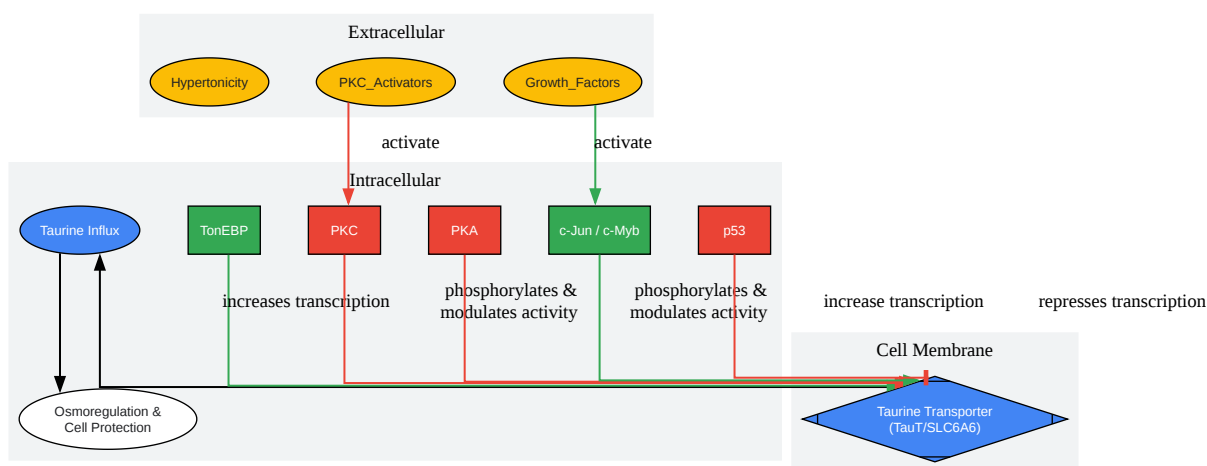 Extracellular
Hypertonicity
PKC_Activators
Growth_Factors
activate
activate
Intracellular
Taurine Influx
TonEBP
PKC
PKA
c-Jun / c-Myb
p53
increases transcription
phosphorylates &
modulates activity
phosphorylates &
modulates activity
increase transcription
represses transcription
Cell Membrane
Osmoregulation &
Cell Protection
Taurine Transporter
(TauT/SLC6A6)